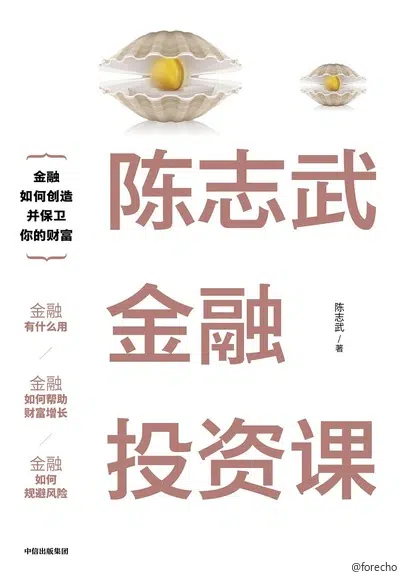 金融
如何创造
并保卫
你的财富
陈志武
金融
投资课
陈志武/著
金融
有什么用
/
金融
如何帮助
财富增长
/
金融
如何
规避风险
中信出版集团
@forecho